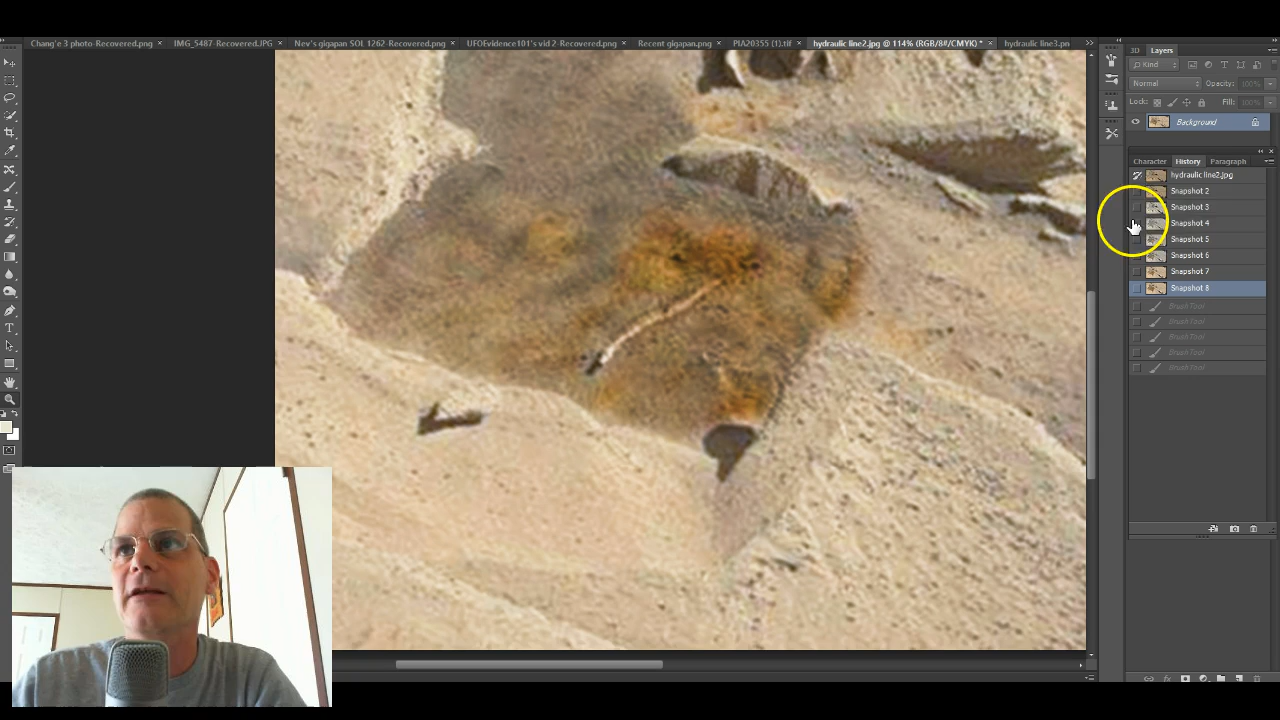 Chang'e 3 photo-Recovered.png × IMG_5487-Recovered.JPG × Nev's gigapan SOL 1262-Recovered.png × UFOEvidence101's vid 2-Recovered.png × Recent gigapan.png × PIA20355 (1).tif × hydraulic line2.jpg @ 114% (RGB/8#/CMYK) * × hydraulic line3.pn
3D Layers
Kind
Normal Opacity: 100%
Lock: Fill: 100%
Background
Character History Paragraph
hydraulic line2.jpg
Snapshot 2
Snapshot 3
Snapshot 4
Snapshot 5
Snapshot 6
Snapshot 7
Snapshot 8
Brush Tool
Brush Tool
Brush Tool
Brush Tool
Brush Tool